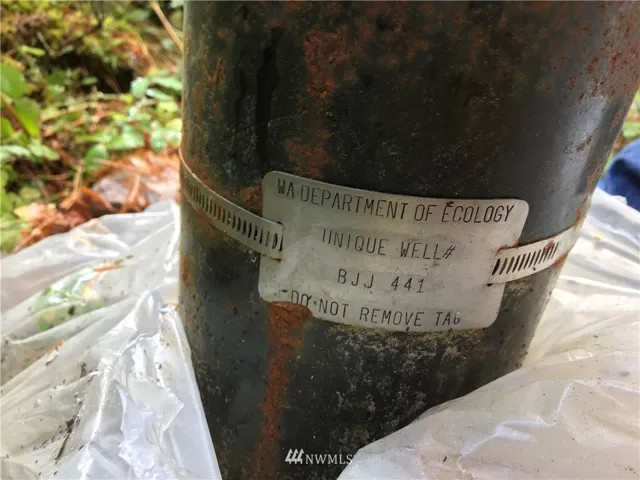 WA DEPARTMENT OF ECOLOGY
UNIQUE WELL#
BJJ 441
DO NOT REMOVE TAG
NWMLS